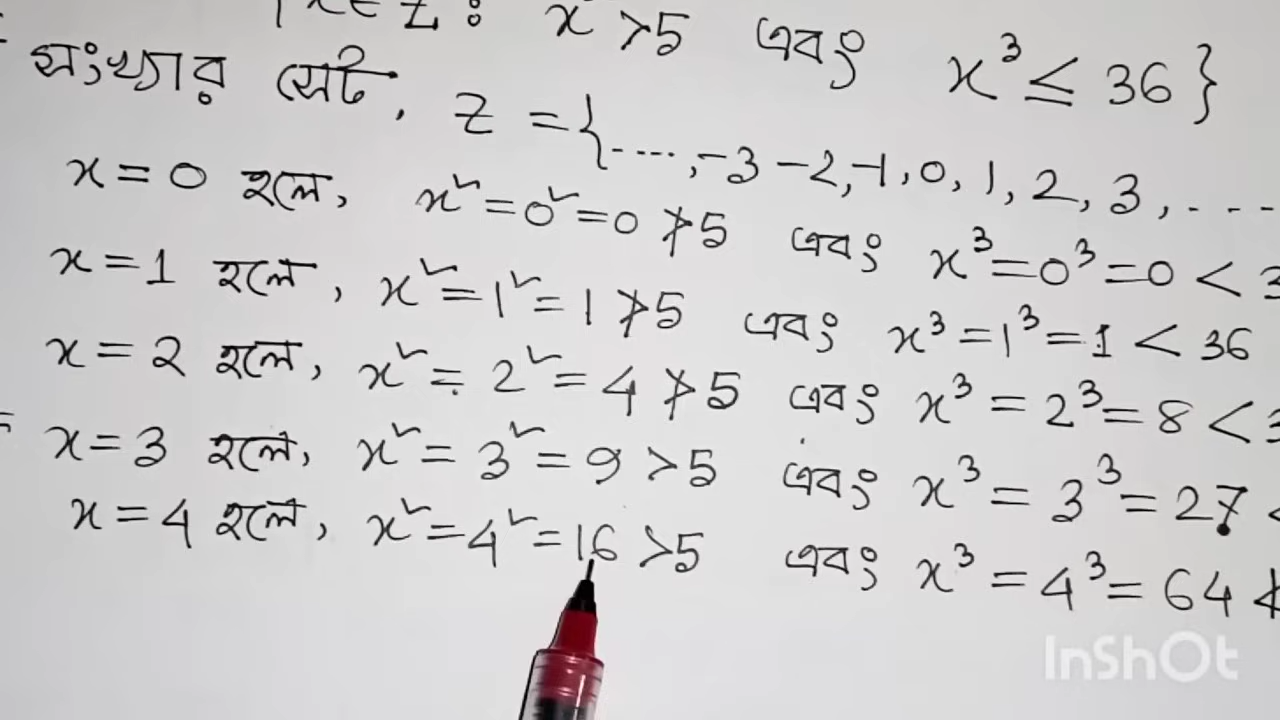 {x∈Z: x² >5 এবং x³ ≤ 36}
সংখ্যার সেট, Z = {....,-3 -2,-1,0,1,2,3,....
x=0 হলে, x²=0²=0 ≯5 এবং x³=0³=0 < 3
x=1 হলে, x²=1²=1 ≯5 এবং x³=1³=1 < 36
x=2 হলে, x²=2²=4 ≯5 এবং x³=2³=8 < 3
x=3 হলে, x²=3²=9 >5 এবং x³=3³=27 <
x=4 হলে, x²=4²=16 >5 এবং x³=4³=64 ≮
InShOt